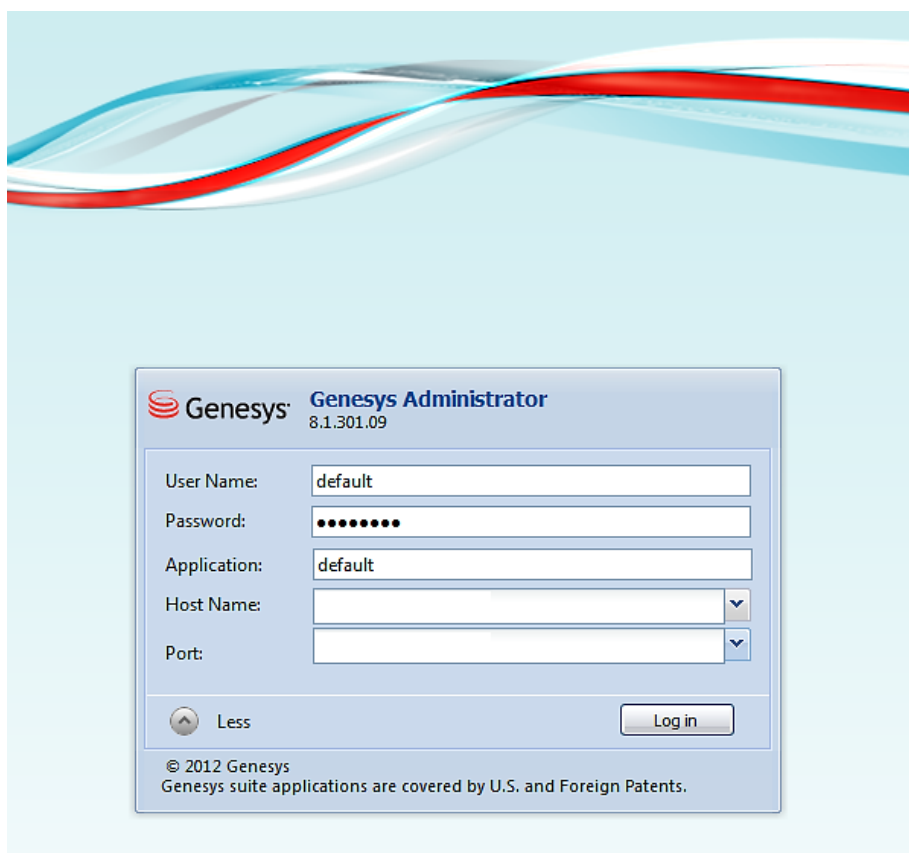 Genesys Genesys Administrator
8.1.301.09
User Name: default
Password: ••••••••
Application: default
Host Name:
Port:
Less Log in
© 2012 Genesys
Genesys suite applications are covered by U.S. and Foreign Patents.